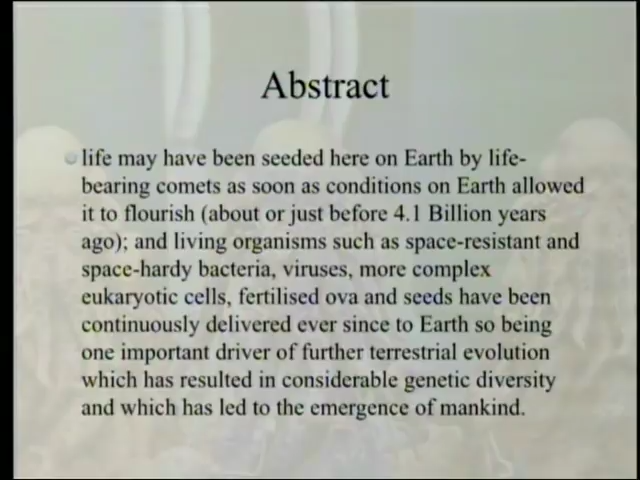 Abstract
life may have been seeded here on Earth by life-
bearing comets as soon as conditions on Earth allowed
it to flourish (about or just before 4.1 Billion years
ago); and living organisms such as space-resistant and
space-hardy bacteria, viruses, more complex
eukaryotic cells, fertilised ova and seeds have been
continuously delivered ever since to Earth so being
one important driver of further terrestrial evolution
which has resulted in considerable genetic diversity
and which has led to the emergence of mankind.